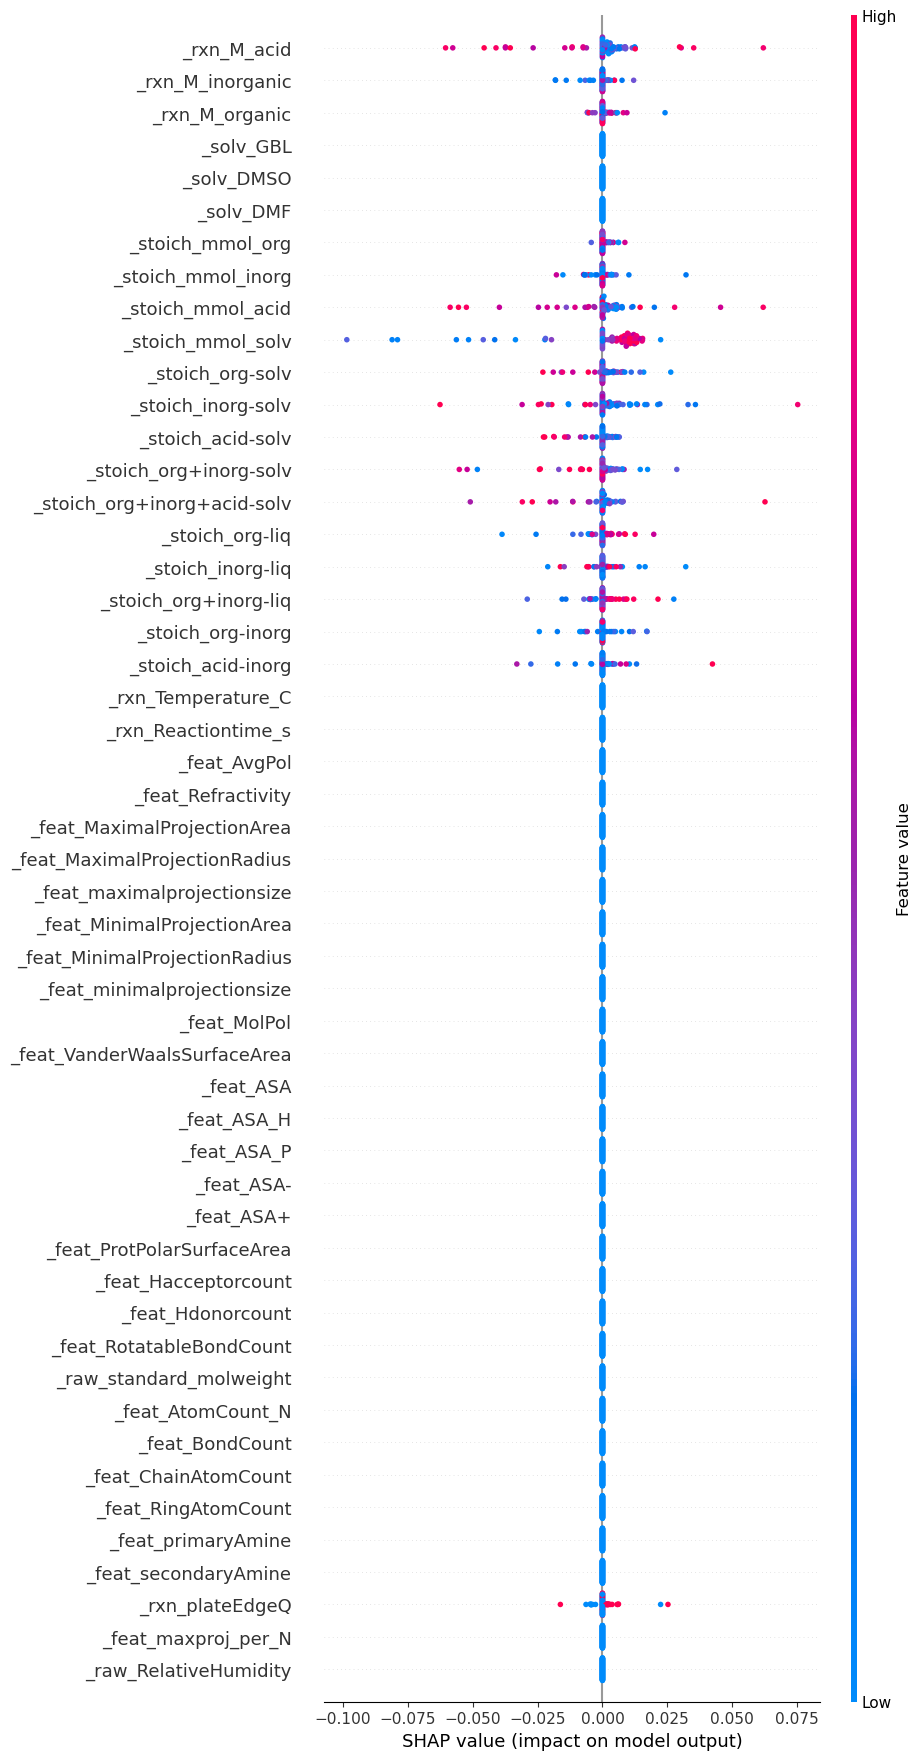 High
_rxn_M_acid
_rxn_M_inorganic
_rxn_M_organic
_solv_GBL
_solv_DMSO
_solv_DMF
_stoich_mmol_org
_stoich_mmol_inorg
_stoich_mmol_acid
_stoich_mmol_solv
_stoich_org-solv
_stoich_inorg-solv
_stoich_acid-solv
_stoich_org+inorg-solv
_stoich_org+inorg+acid-solv
_stoich_org-liq
_stoich_inorg-liq
_stoich_org+inorg-liq
_stoich_org-inorg
_stoich_acid-inorg
_rxn_Temperature_C
_rxn_Reactiontime_s
_feat_AvgPol
_feat_Refractivity
_feat_MaximalProjectionArea
_feat_MaximalProjectionRadius
_feat_maximalprojectionsize
_feat_MinimalProjectionArea
_feat_MinimalProjectionRadius
_feat_minimalprojectionsize
_feat_MolPol
_feat_VanderWaalsSurfaceArea
_feat_ASA
_feat_ASA_H
_feat_ASA_P
_feat_ASA-
_feat_ASA+
_feat_ProtPolarSurfaceArea
_feat_Hacceptorcount
_feat_Hdonorcount
_feat_RotatableBondCount
_raw_standard_molweight
_feat_AtomCount_N
_feat_BondCount
_feat_ChainAtomCount
_feat_RingAtomCount
_feat_primaryAmine
_feat_secondaryAmine
_rxn_plateEdgeQ
_feat_maxproj_per_N
_raw_RelativeHumidity
Feature value
Low
−0.100 −0.075 −0.050 −0.025 0.000 0.025 0.050 0.075
SHAP value (impact on model output)